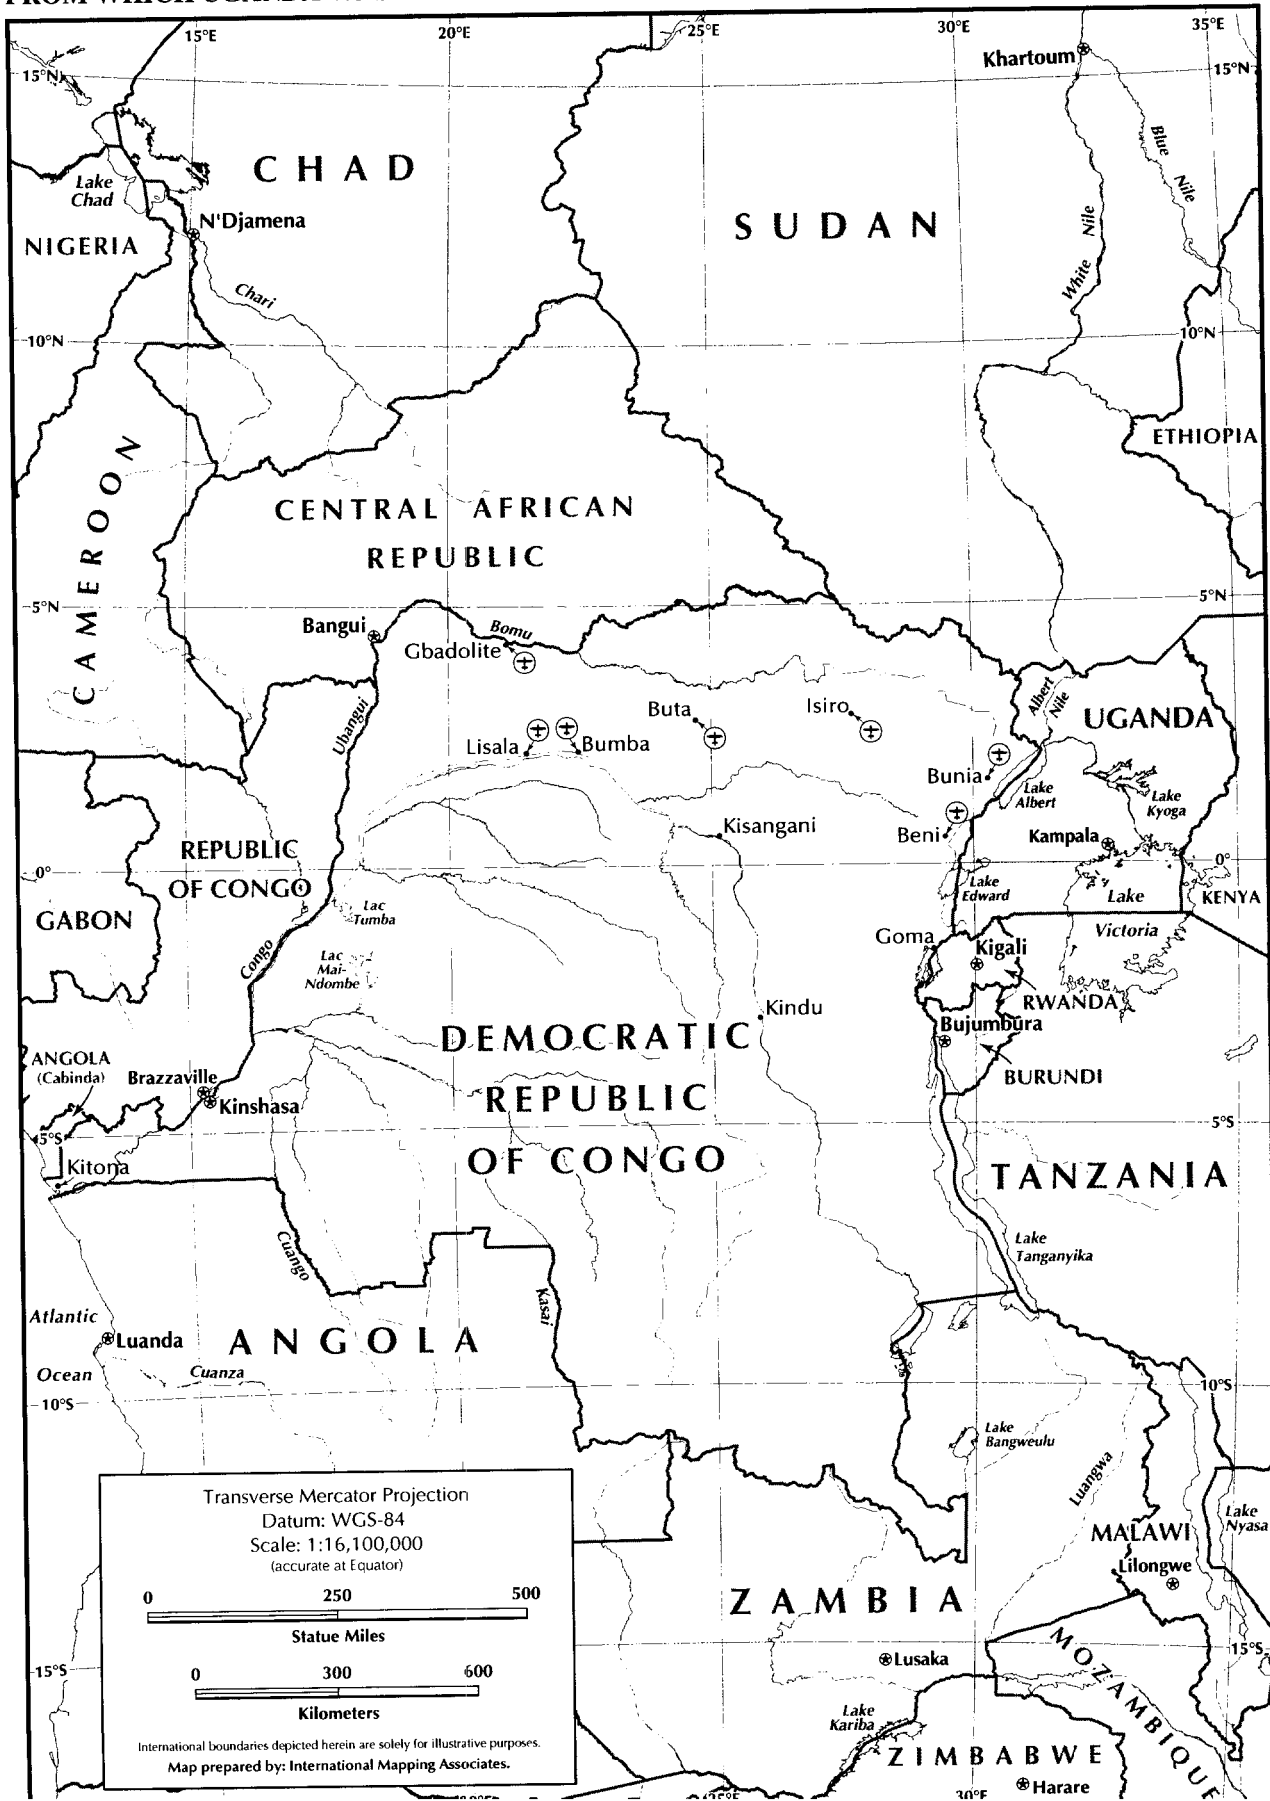 15°E
20°E
25°E
30°E
35°E
Khartoum
15°N
15°N
Blue
Nile
CHAD
Lake
Chad
N'Djamena
SUDAN
White
Nile
NIGERIA
Chari
10°N
10°N
ETHIOPIA
CAMEROON
CENTRAL AFRICAN
REPUBLIC
5°N
5°N
Bangui
Bomu
Gbadolite
Ubangui
Albert
Nile
Buta
Isiro
UGANDA
Lisala
Bumba
Bunia
Lake
Albert
Lake
Kyoga
Kisangani
Beni
Kampala
REPUBLIC
OF CONGO
0°
0°
Lake
Edward
Lake
Victoria
KENYA
GABON
Lac
Tumba
Goma
Kigali
Congo
Lac
Mai-
Ndombe
RWANDA
Kindu
DEMOCRATIC
REPUBLIC
OF CONGO
Bujumbura
BURUNDI
ANGOLA
(Cabinda)
Brazzaville
Kinshasa
5°S
5°S
Kitona
TANZANIA
Cuango
Lake
Tanganyika
Kasai
Atlantic
Ocean
Luanda
ANGOLA
Cuanza
10°S
10°S
Lake
Bangweulu
Luangwa
Lake
Nyasa
MALAWI
Lilongwe
Transverse Mercator Projection
Datum: WGS-84
Scale: 1:16,100,000
(accurate at Equator)
0 250 500
Statue Miles
0 300 600
Kilometers
International boundaries depicted herein are solely for illustrative purposes.
Map prepared by: International Mapping Associates.
ZAMBIA
15°S
15°S
Lusaka
MOZAMBIQUE
Lake
Kariba
ZIMBABWE
Harare
30°E